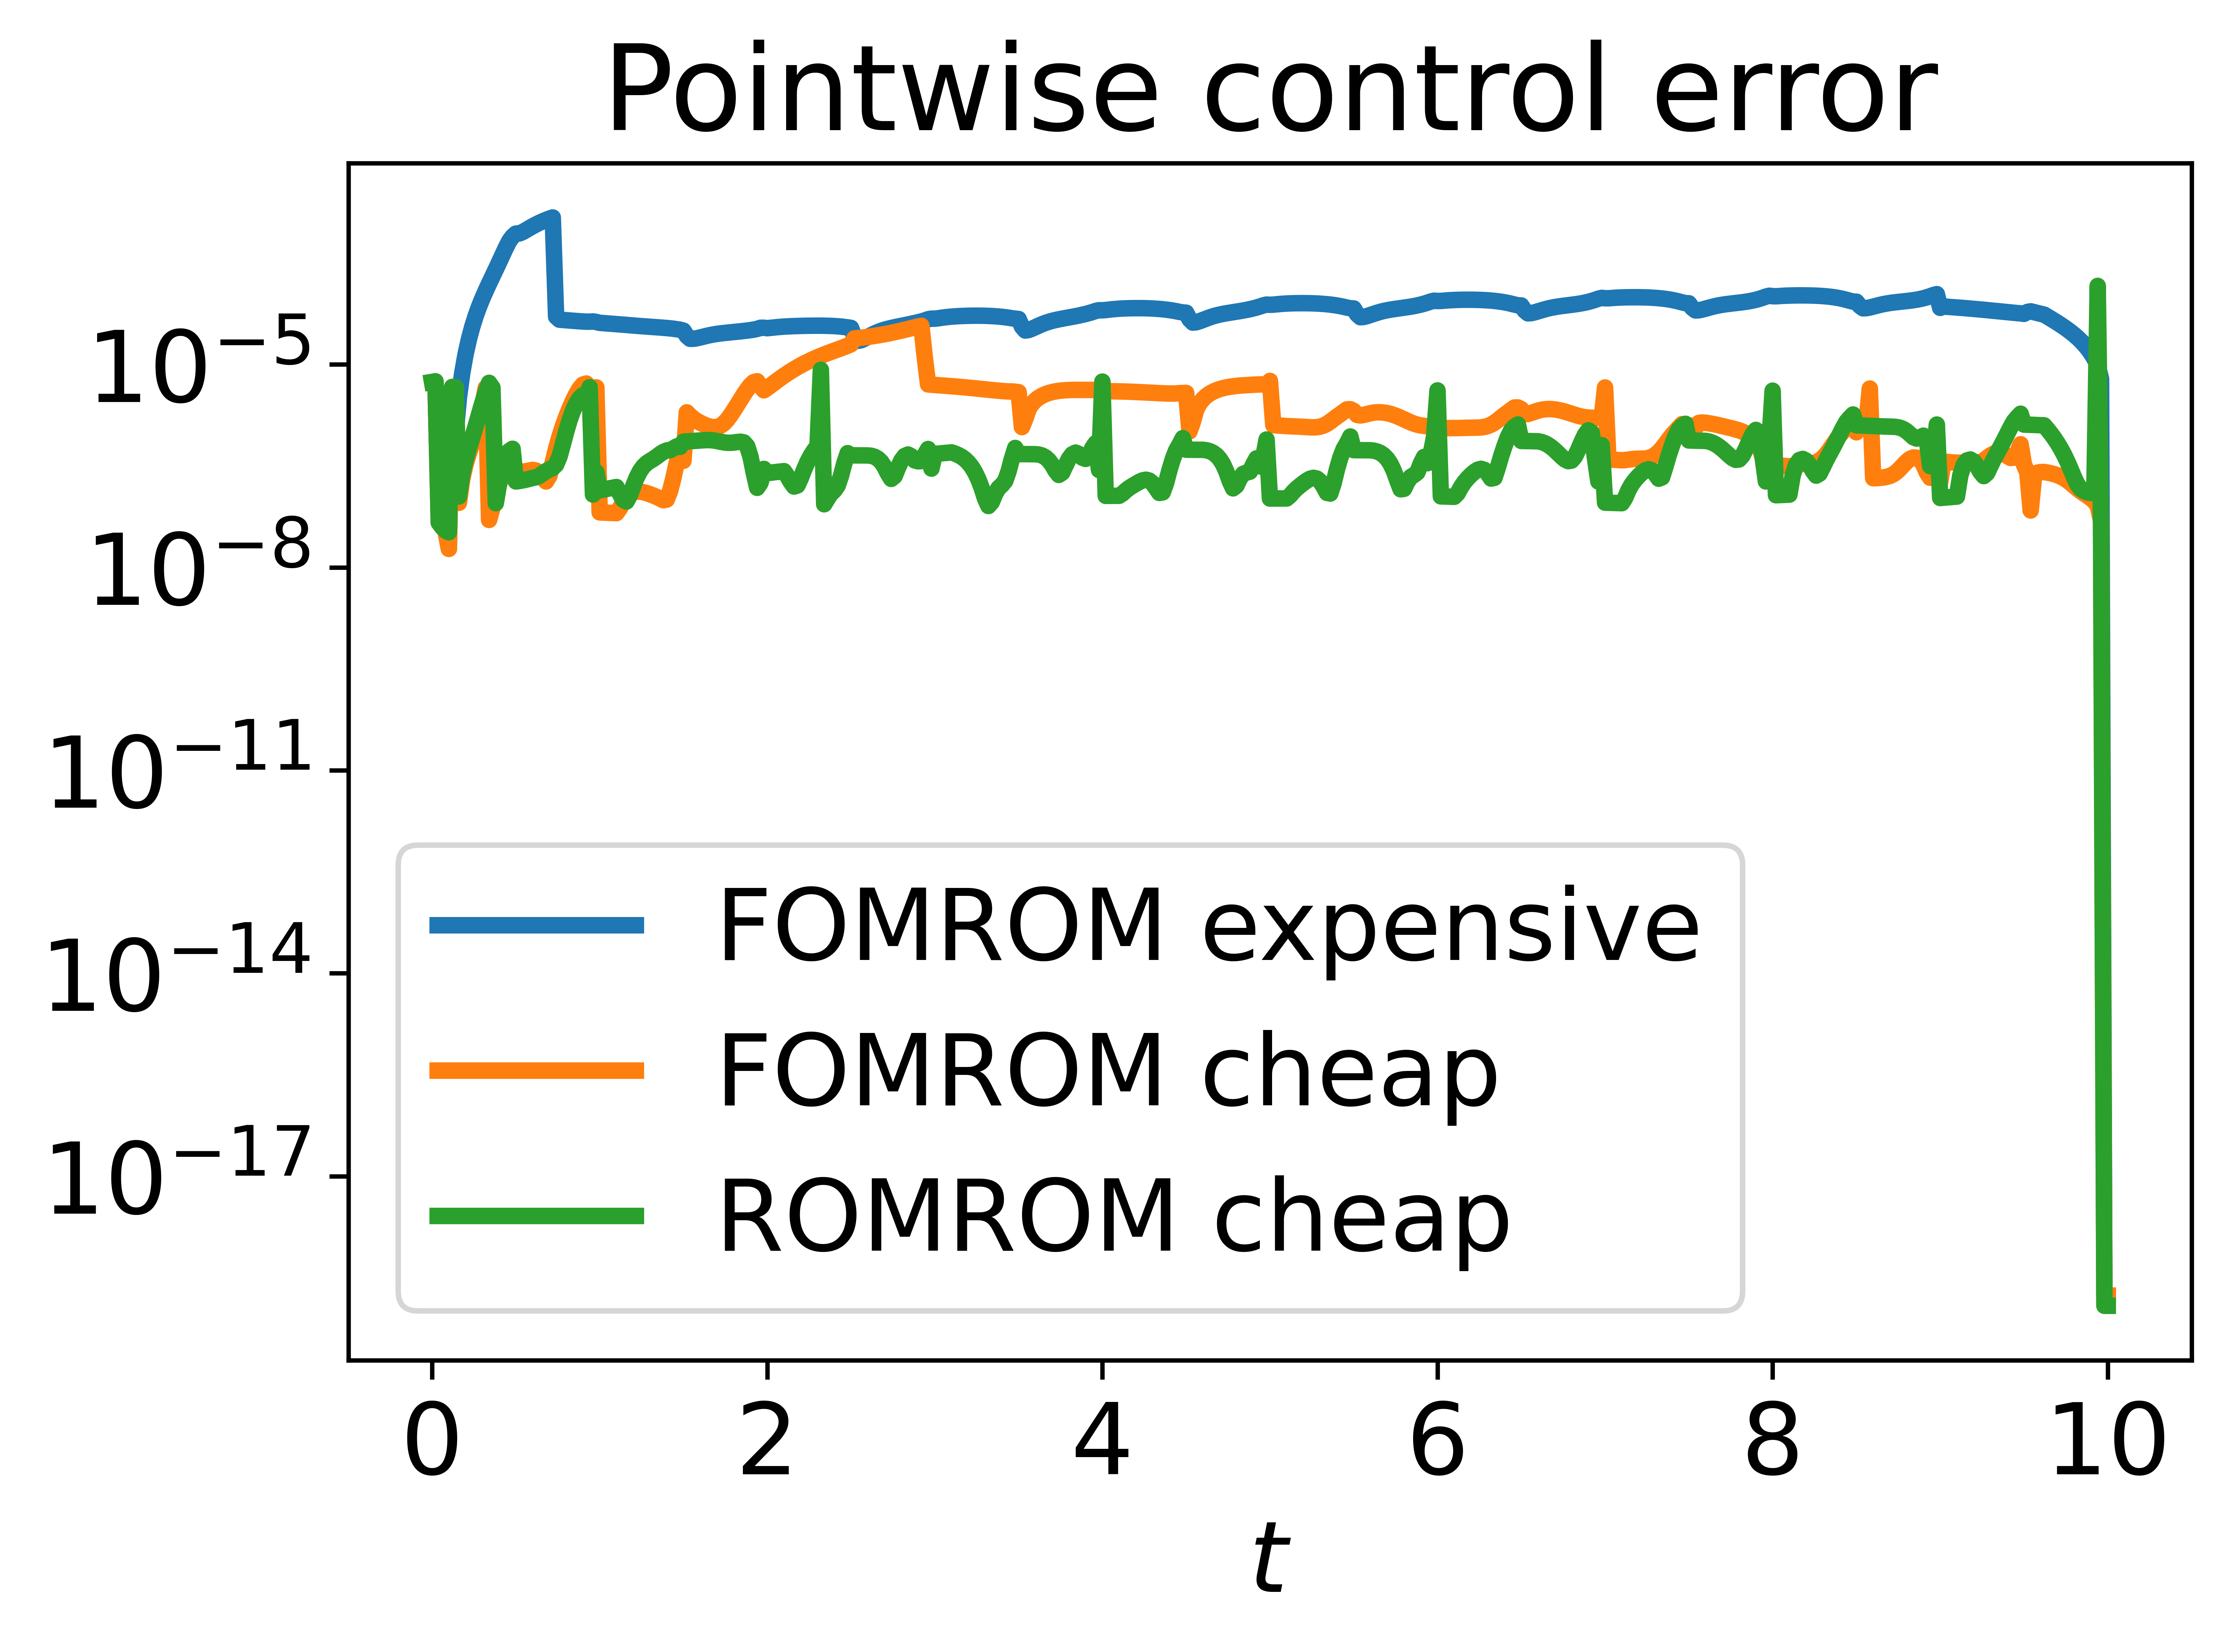 Pointwise control error
10⁻⁵
10⁻⁸
10⁻¹¹
10⁻¹⁴
10⁻¹⁷
FOMROM expensive
FOMROM cheap
ROMROM cheap
0 2 4 6 8 10
t